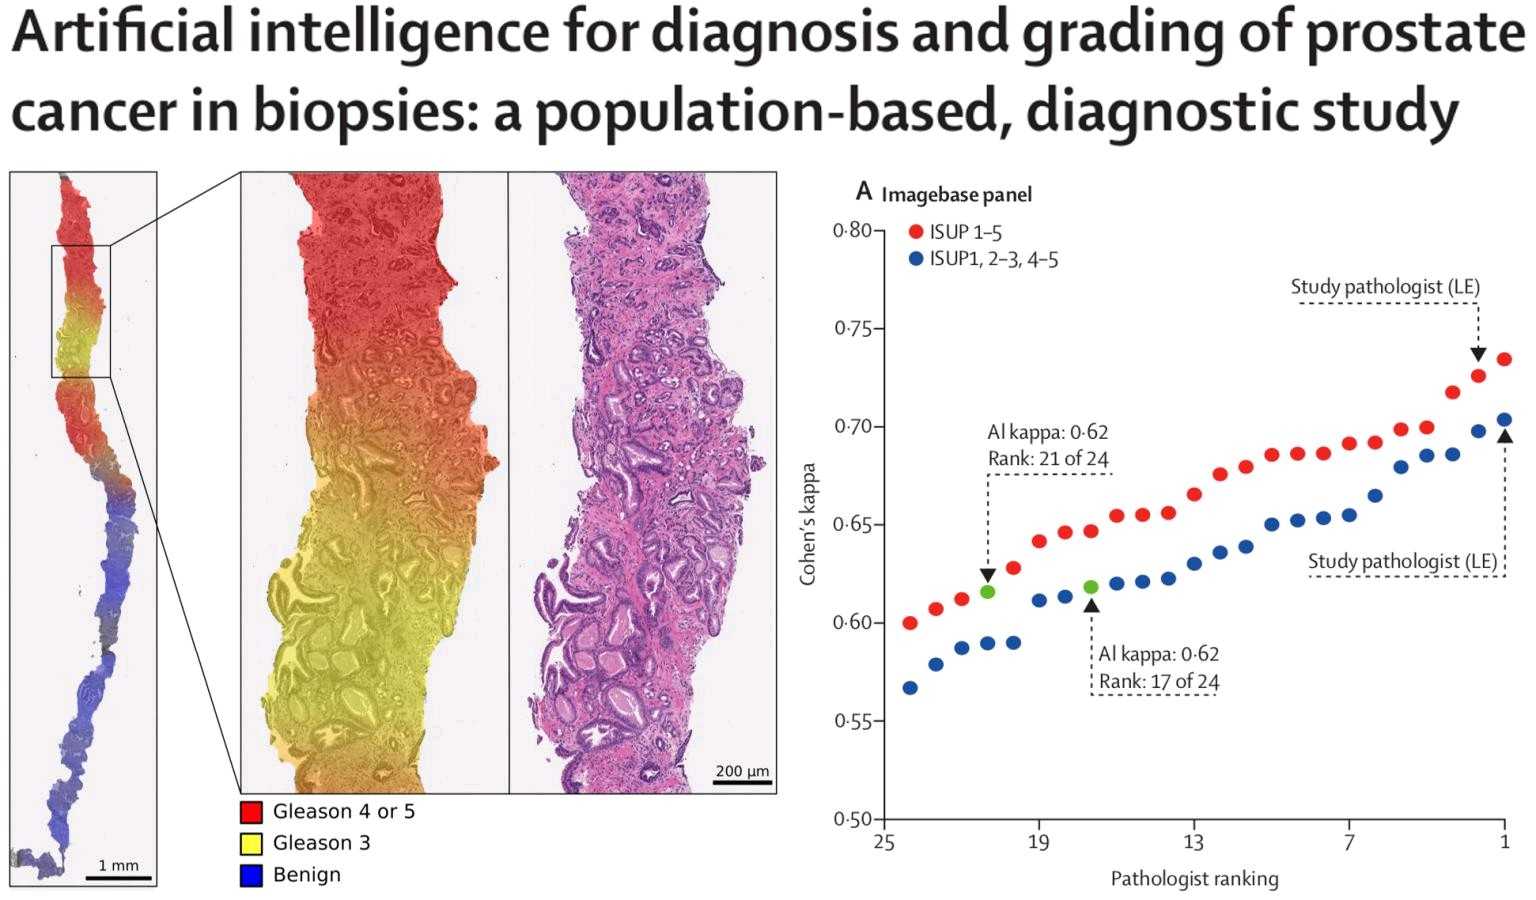 Artificial intelligence for diagnosis and grading of prostate
cancer in biopsies: a population-based, diagnostic study
1 mm
200 µm
Gleason 4 or 5
Gleason 3
Benign
A Imagebase panel
ISUP 1–5
ISUP1, 2–3, 4–5
Cohen's kappa
0·80
0·75
0·70
0·65
0·60
0·55
0·50
Study pathologist (LE)
AI kappa: 0·62
Rank: 21 of 24
Study pathologist (LE)
AI kappa: 0·62
Rank: 17 of 24
25 19 13 7 1
Pathologist ranking